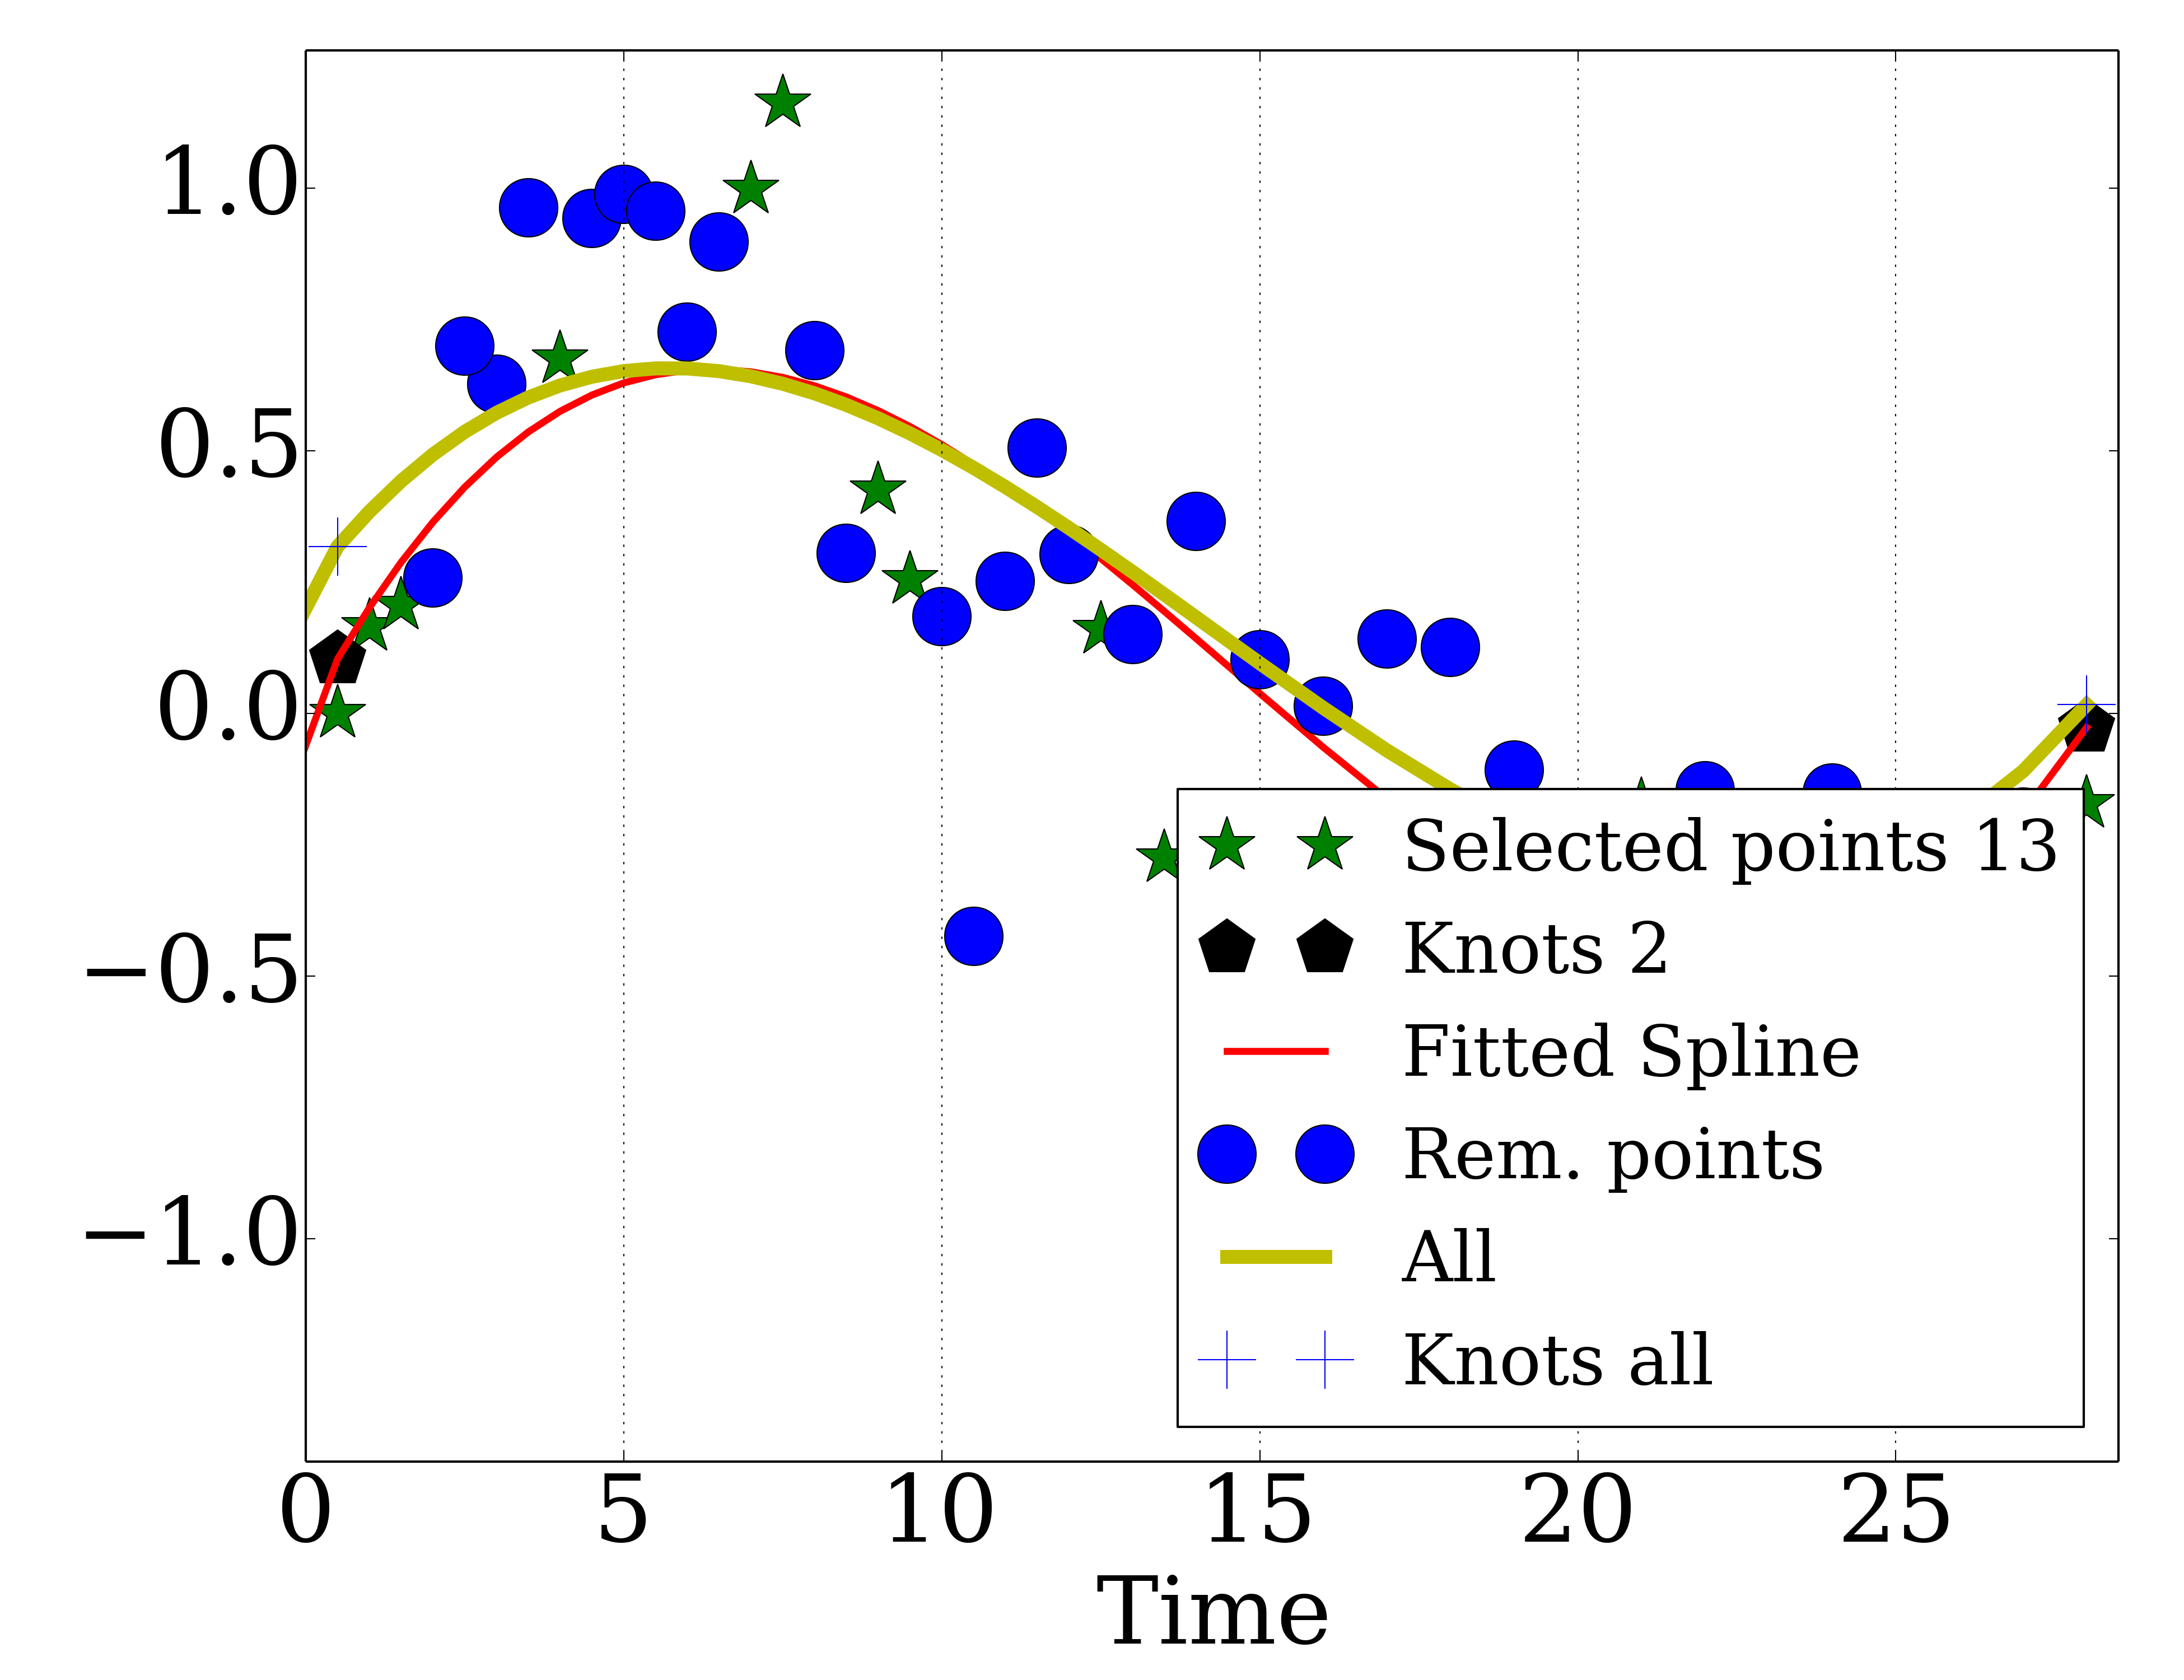 1.0
0.5
0.0
−0.5
−1.0
0 5 10 15 20 25
Time
Selected points 13
Knots 2
Fitted Spline
Rem. points
All
Knots all